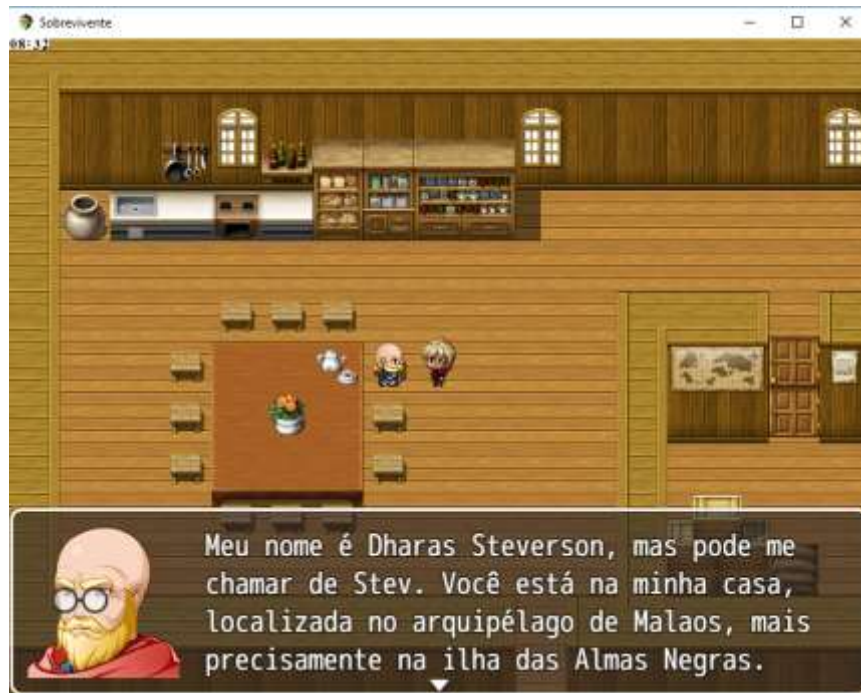 Sobrevivente
08:32
Meu nome é Dharas Steverson, mas pode me
chamar de Stev. Você está na minha casa,
localizada no arquipélago de Malaos, mais
precisamente na ilha das Almas Negras.